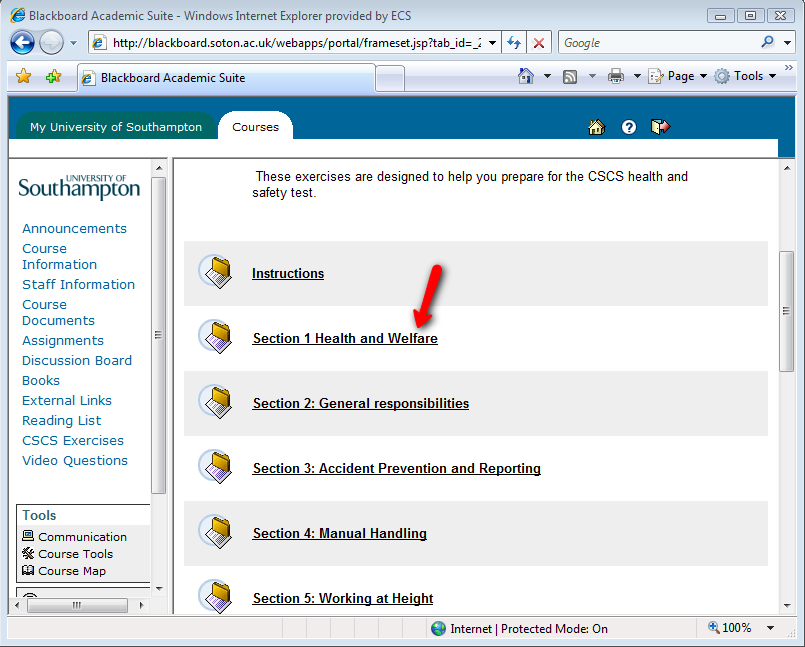 Blackboard Academic Suite - Windows Internet Explorer provided by ECS
http://blackboard.soton.ac.uk/webapps/portal/frameset.jsp?tab_id=_
Google
Blackboard Academic Suite
Page
Tools
»
My University of Southampton
Courses
UNIVERSITY OF
Southampton
Announcements
Course
Information
Staff Information
Course
Documents
Assignments
Discussion Board
Books
External Links
Reading List
CSCS Exercises
Video Questions
Tools
Communication
Course Tools
Course Map
These exercises are designed to help you prepare for the CSCS health and
safety test.
Instructions
Section 1 Health and Welfare
Section 2: General responsibilities
Section 3: Accident Prevention and Reporting
Section 4: Manual Handling
Section 5: Working at Height
Internet | Protected Mode: On
100%